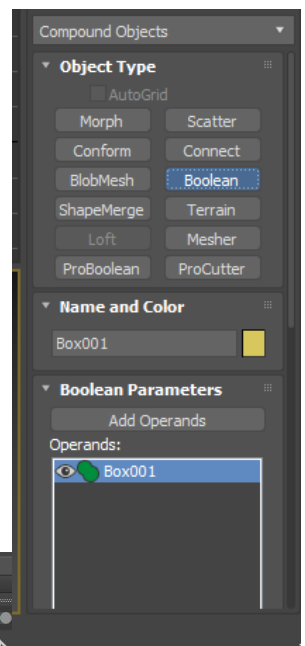 Compound Objects
Object Type
AutoGrid
Morph Scatter
Conform Connect
BlobMesh Boolean
ShapeMerge Terrain
Loft Mesher
ProBoolean ProCutter
Name and Color
Box001
Boolean Parameters
Add Operands
Operands:
Box001